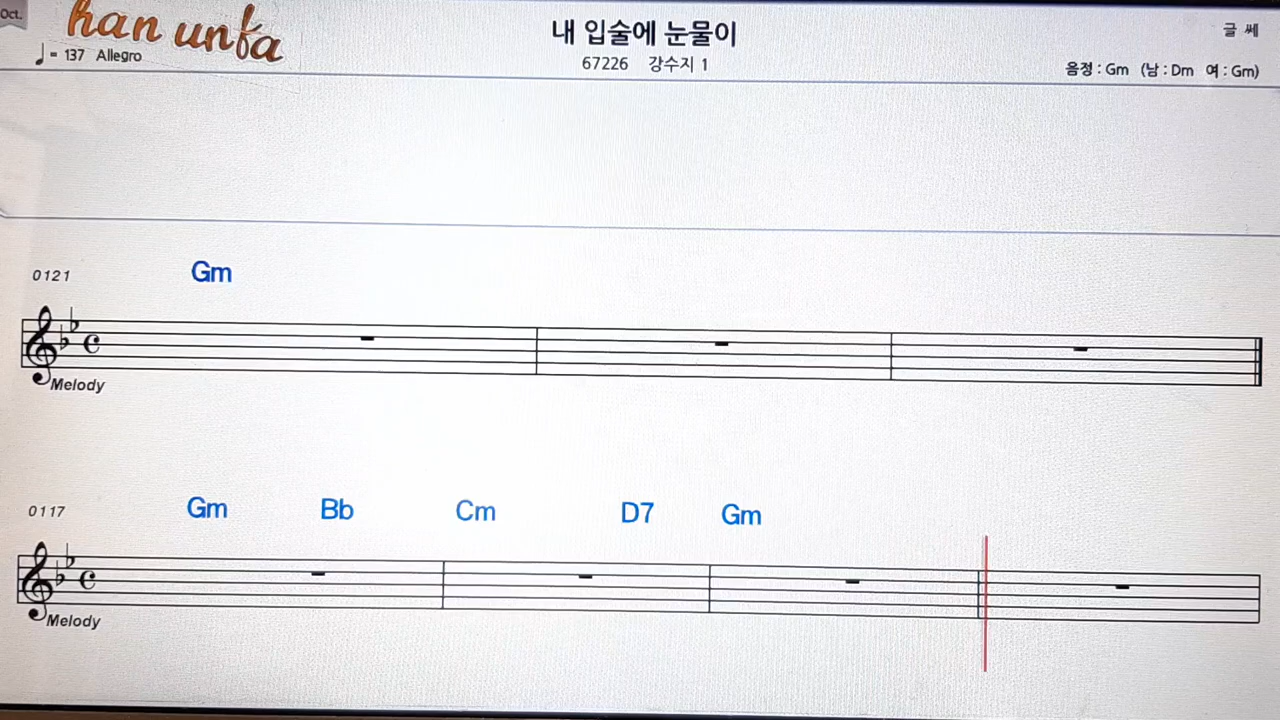 Oct.
han unfa
♩ = 137 Allegro
내 입술에 눈물이
67226 강수지 1
글 쎄
음정 : Gm (남 : Dm 여 : Gm)
0121
Gm
Melody
0117
Gm Bb Cm D7 Gm
Melody